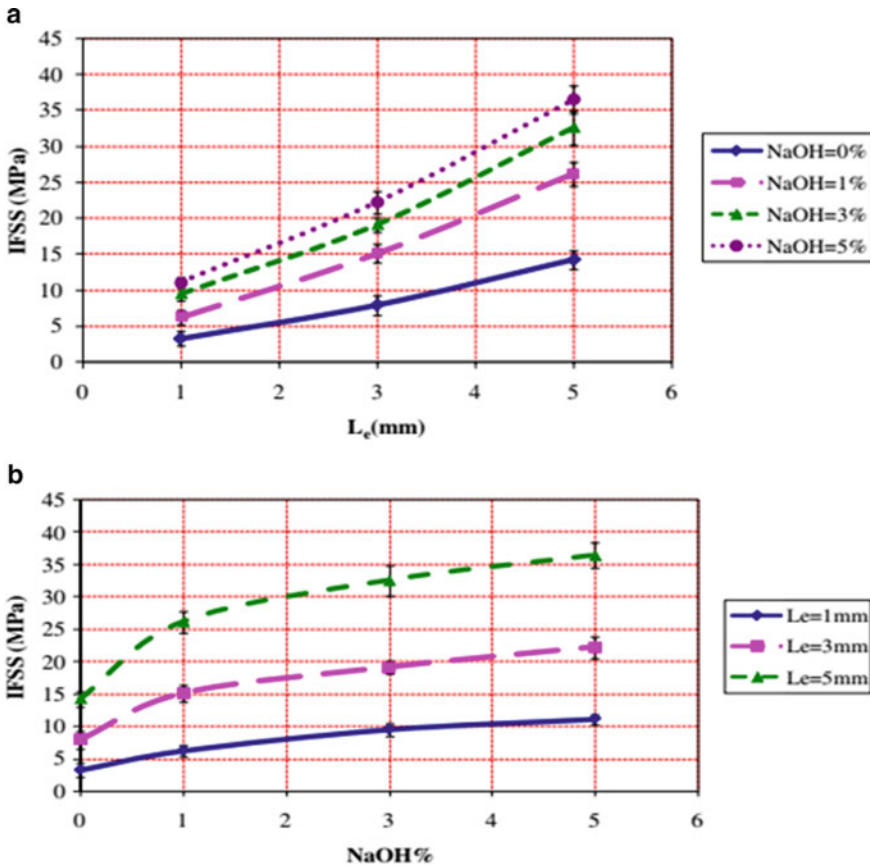 a
45
40
35
30
25
20
15
10
5
0
IFSS (MPa)
0 1 2 3 4 5 6
Le(mm)
NaOH=0%
NaOH=1%
NaOH=3%
NaOH=5%
b
45
40
35
30
25
20
15
10
5
0
IFSS (MPa)
0 1 2 3 4 5 6
NaOH%
Le=1mm
Le=3mm
Le=5mm